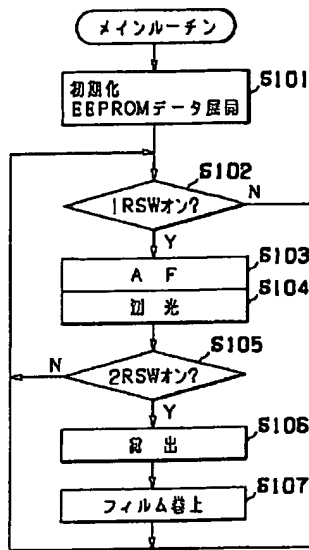 メインルーチン
初期化
EEPROMデータ展開
S101
S102
1RSWオン?
N
Y
S103
AF
S104
測光
S105
N
2RSWオン?
Y
S106
露出
S107
フィルム巻上